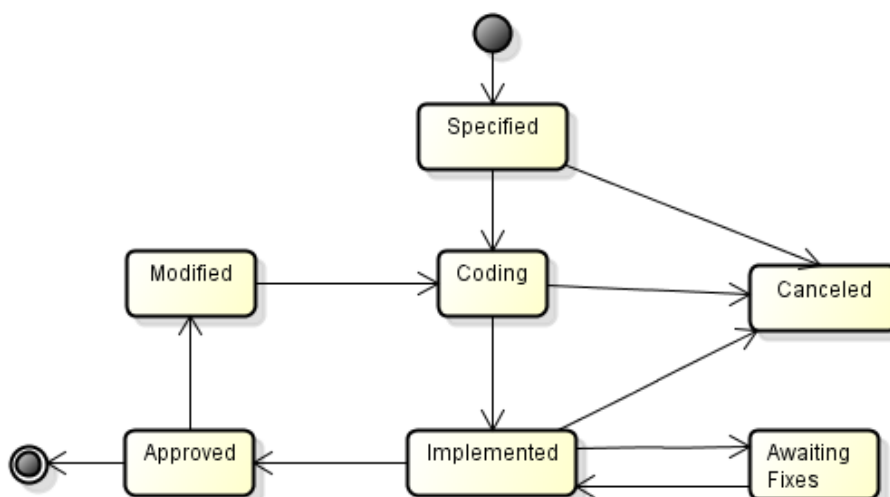 Specified
Modified
Coding
Canceled
Approved
Implemented
Awaiting
Fixes